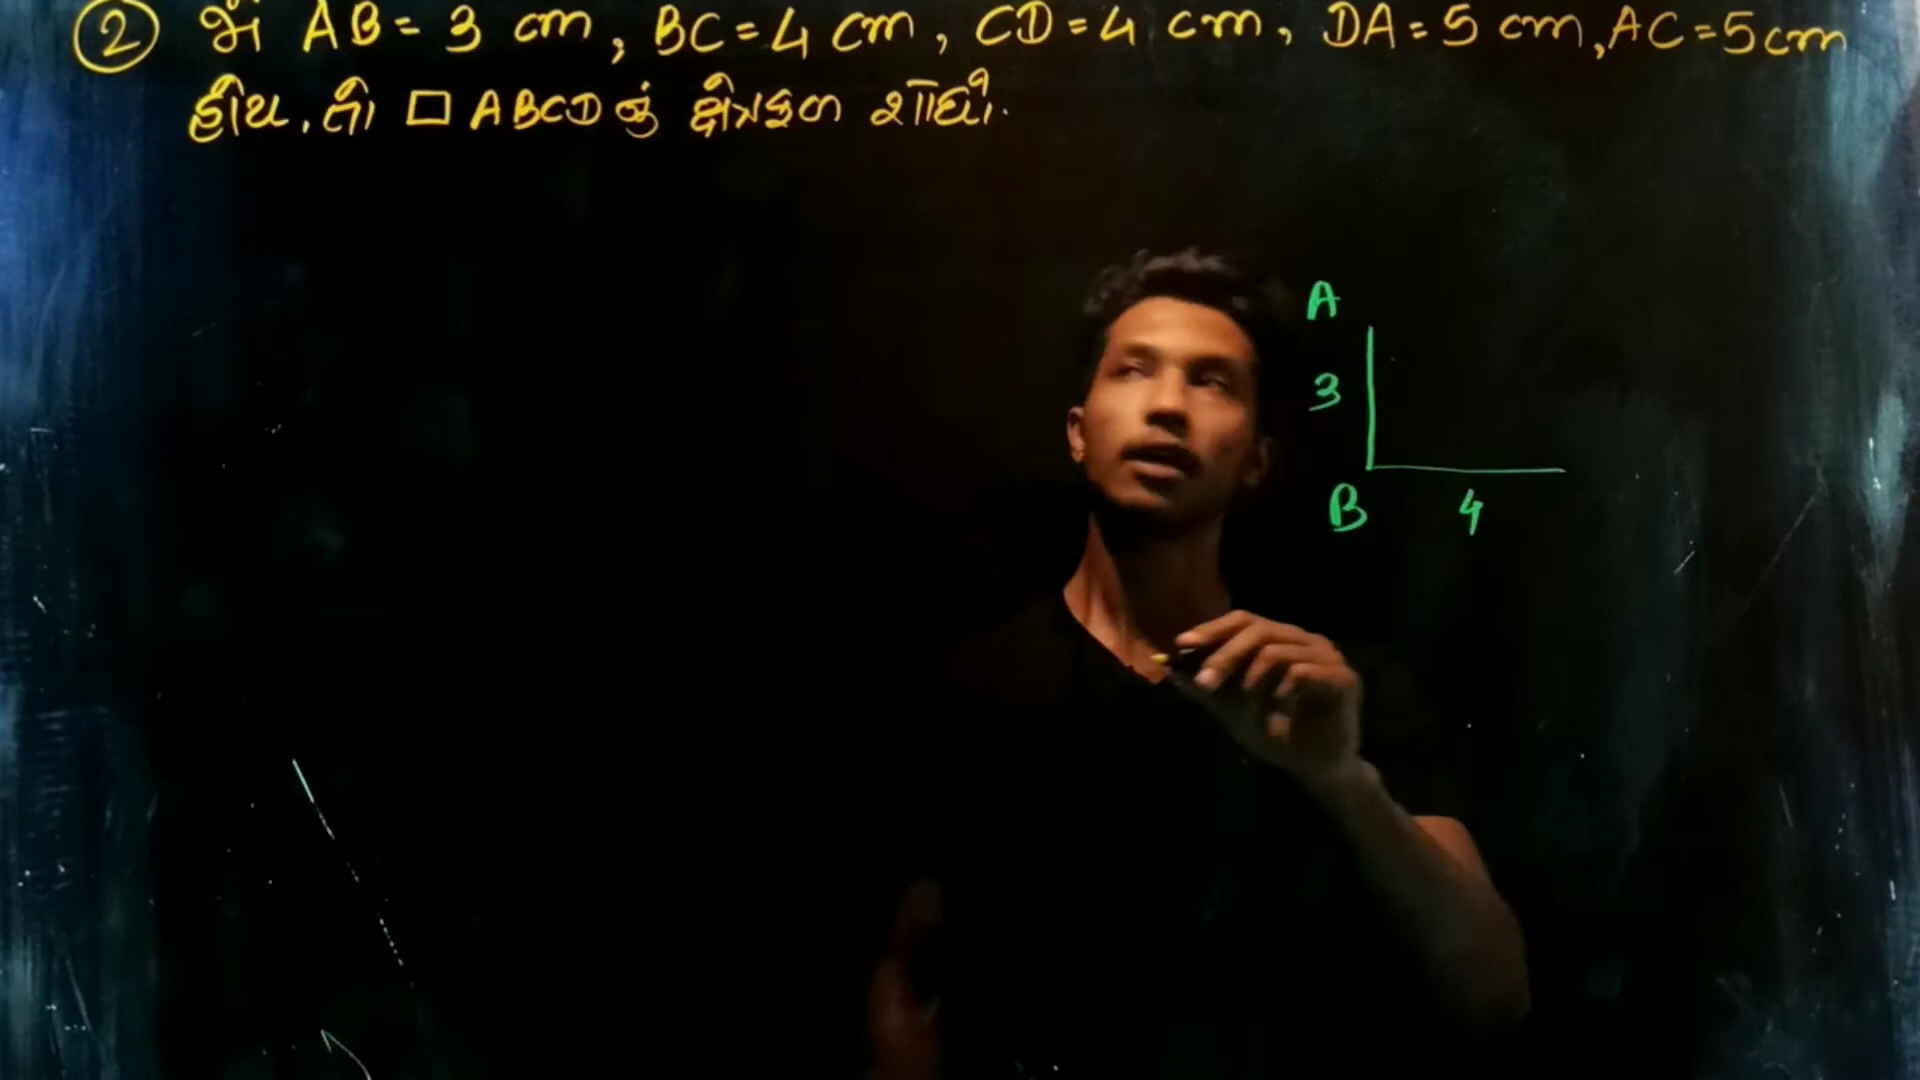 ② જો AB = 3 cm, BC = 4 cm, CD = 4 cm, DA = 5 cm, AC = 5 cm
હોય, તો □ ABCD નું ક્ષેત્રફળ શોધો.
A
3
B 4